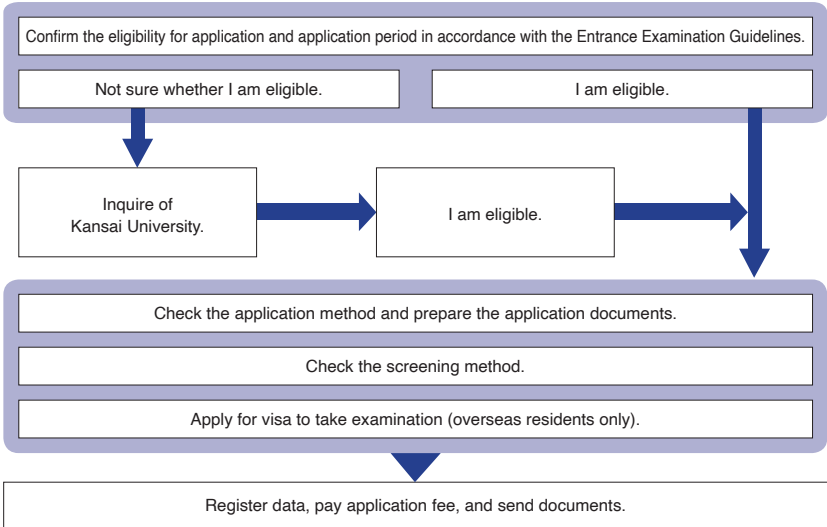 Confirm the eligibility for application and application period in accordance with the Entrance Examination Guidelines.
Not sure whether I am eligible.
I am eligible.
Inquire of
Kansai University.
I am eligible.
Check the application method and prepare the application documents.
Check the screening method.
Apply for visa to take examination (overseas residents only).
Register data, pay application fee, and send documents.